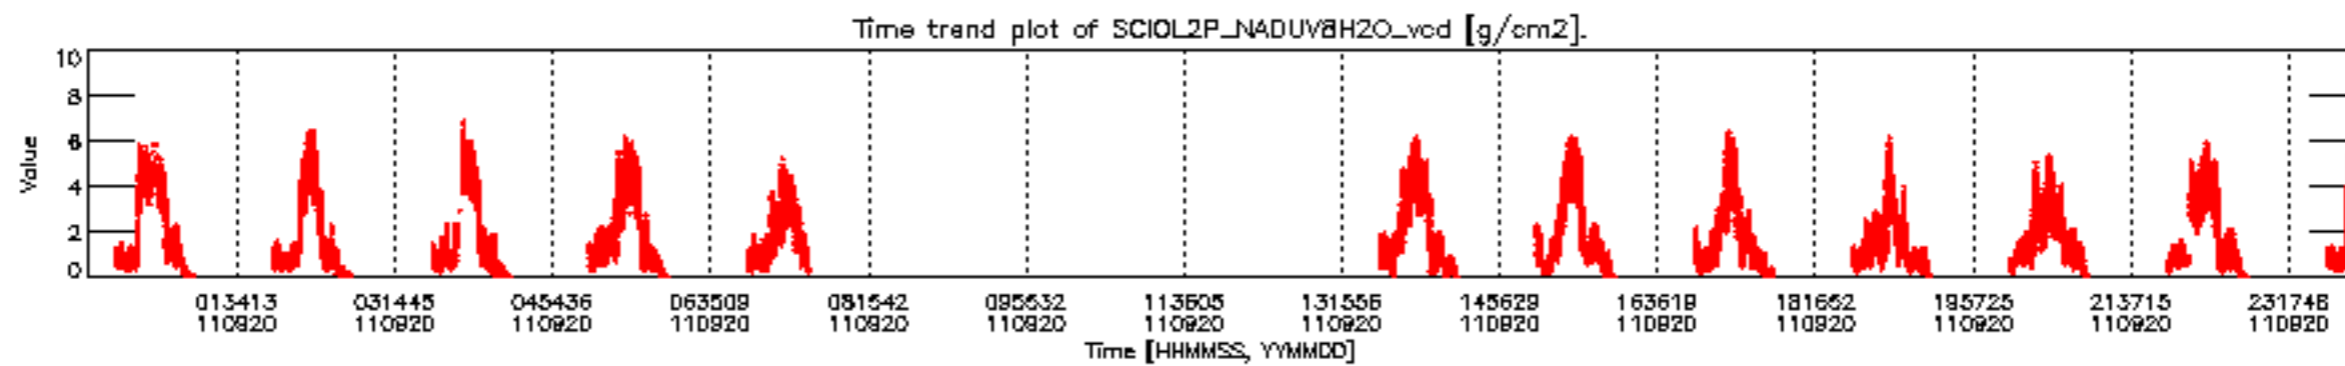 Time trend plot of SCIOL2P_NADUV8H2O_vcd [g/cm2].
10
8
6
4
2
0
Value
013413 031445 045436 063509 081542 095632 113605 131556 145629 163619 181652 195725 213715 231748
110920 110920 110920 110920 110920 110920 110920 110920 110920 110920 110920 110920 110920 110920
Time [HHMMSS, YYMMDD]